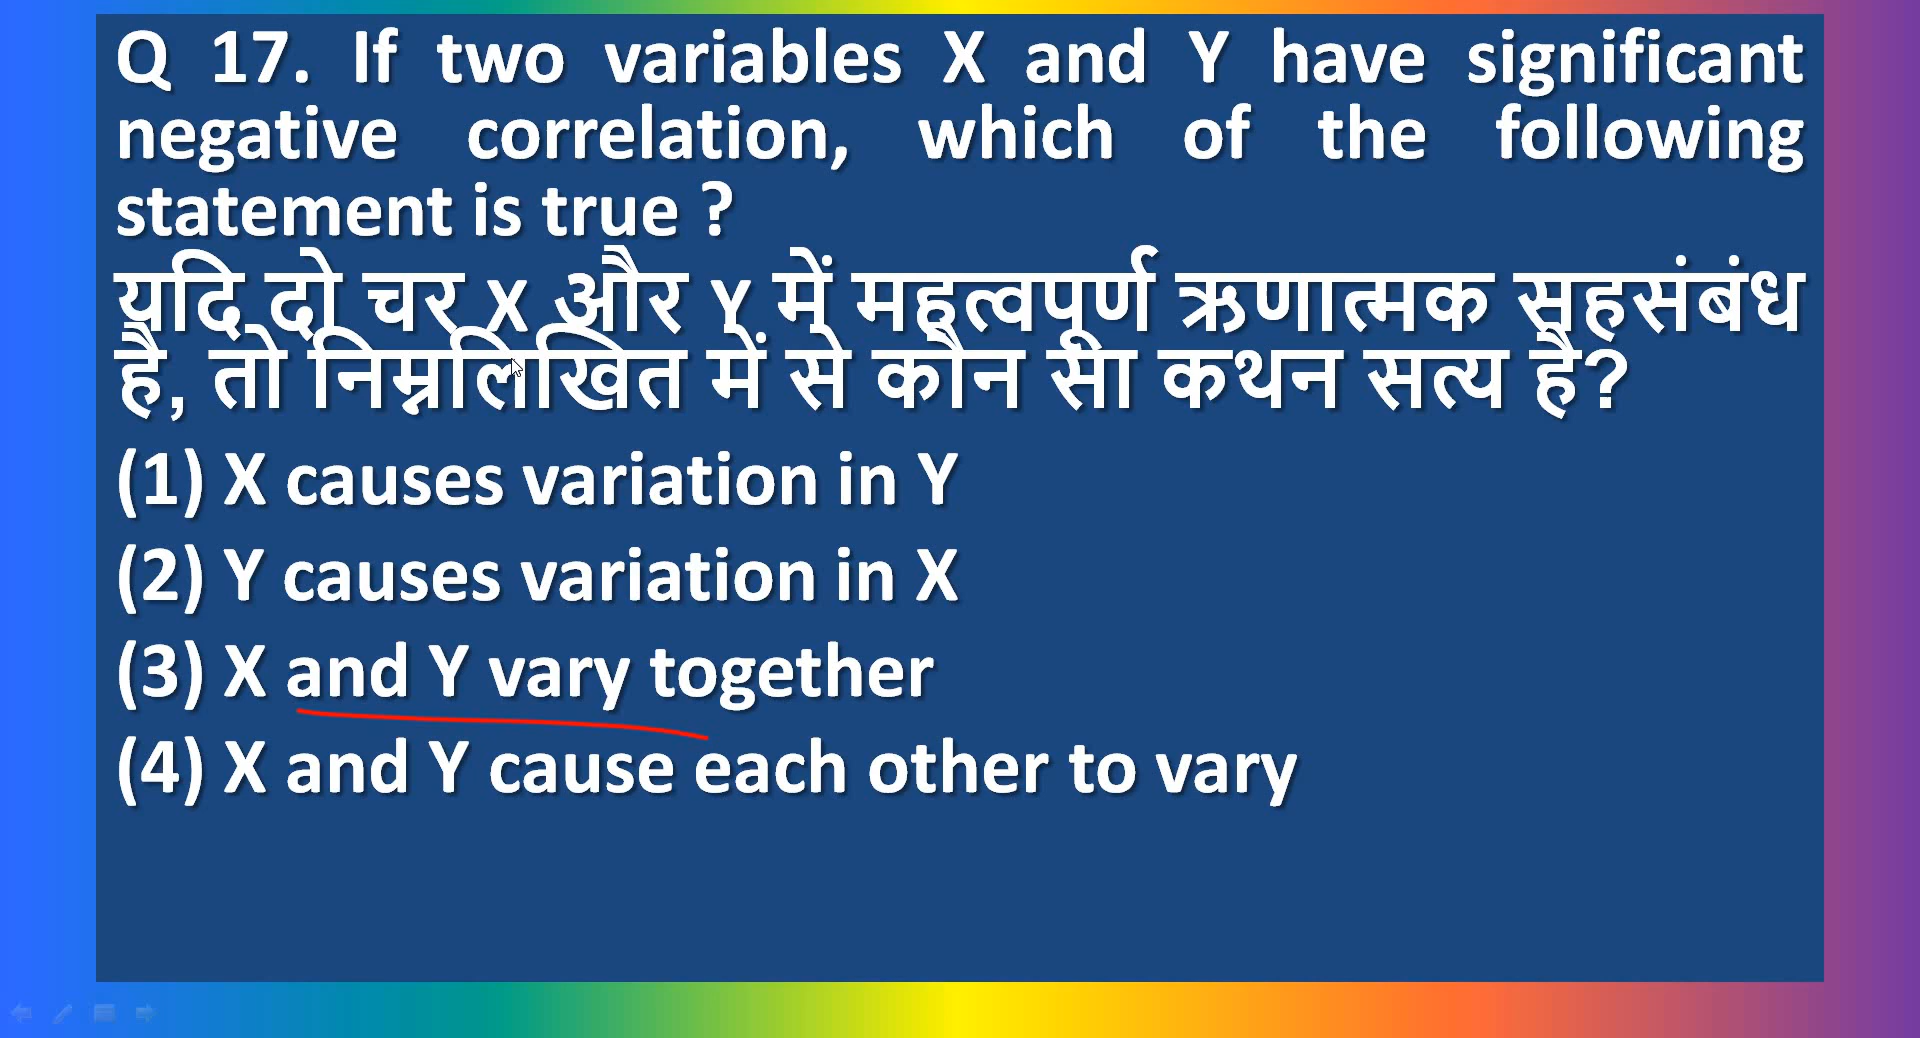 Q 17. If two variables X and Y have significant
negative correlation, which of the following
statement is true ?
यदि दो चर X और Y में महत्वपूर्ण ऋणात्मक सहसंबंध
है, तो निम्नलिखित में से कौन सा कथन सत्य है?
(1) X causes variation in Y
(2) Y causes variation in X
(3) X and Y vary together
(4) X and Y cause each other to vary